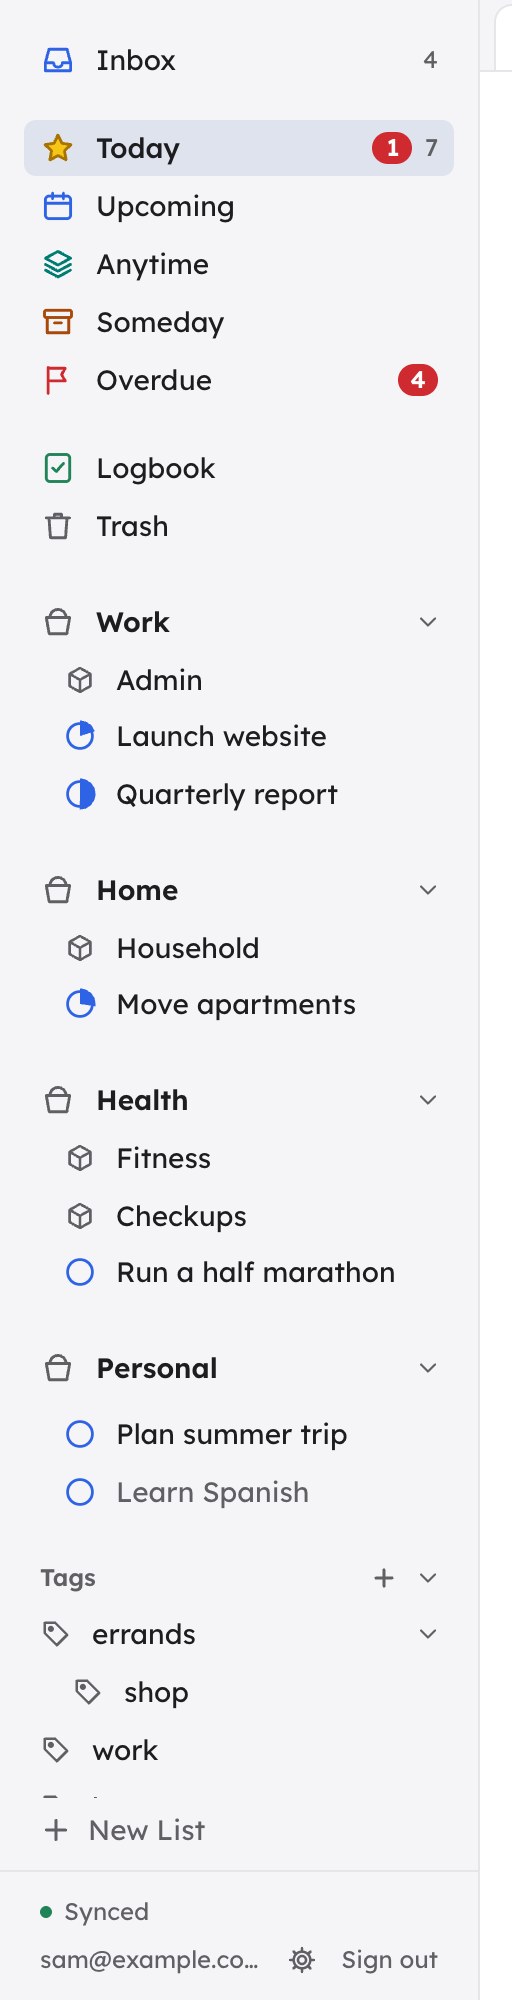 Inbox 4
Today 1 7
Upcoming
Anytime
Someday
Overdue 4
Logbook
Trash
Work
Admin
Launch website
Quarterly report
Home
Household
Move apartments
Health
Fitness
Checkups
Run a half marathon
Personal
Plan summer trip
Learn Spanish
Tags
errands
shop
work
New List
Synced
sam@example.co...
Sign out